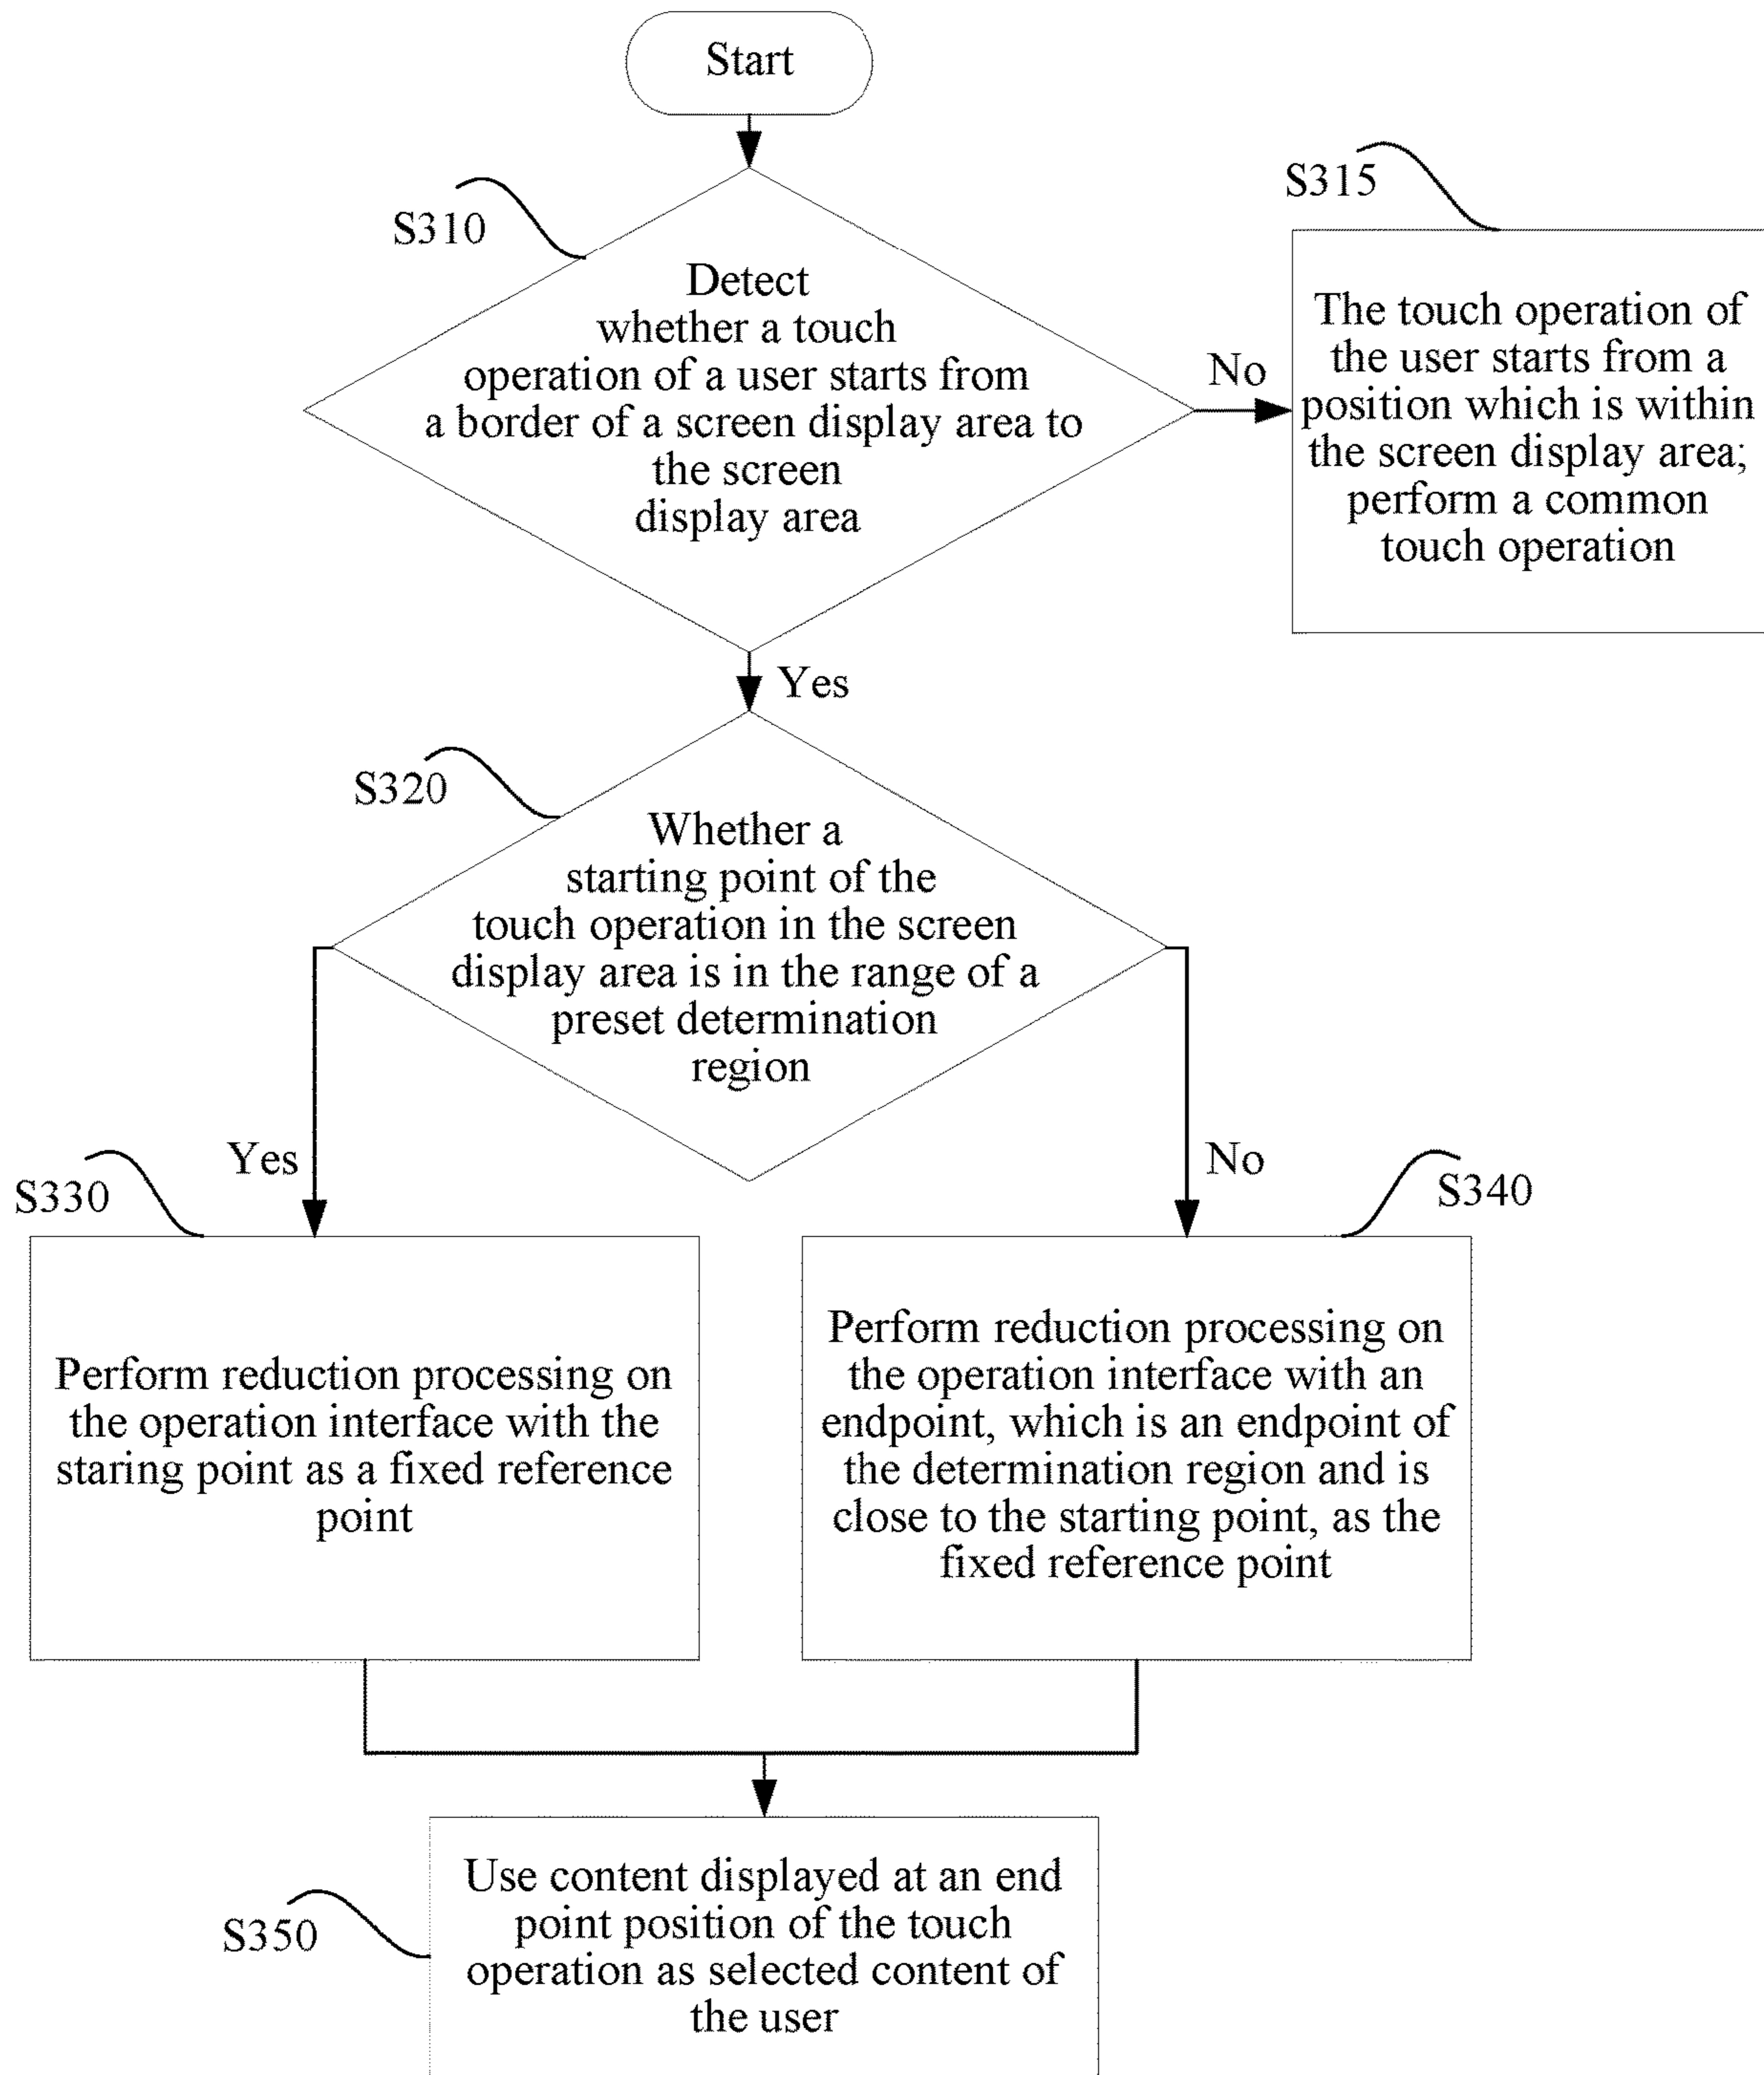 Start
S310
Detect
whether a touch
operation of a user starts from
a border of a screen display area to
the screen
display area
No
S315
The touch operation of
the user starts from a
position which is within
the screen display area;
perform a common
touch operation
Yes
S320
Whether a
starting point of the
touch operation in the screen
display area is in the range of a
preset determination
region
Yes
No
S330
Perform reduction processing on
the operation interface with the
staring point as a fixed reference
point
S340
Perform reduction processing on
the operation interface with an
endpoint, which is an endpoint of
the determination region and is
close to the starting point, as the
fixed reference point
S350
Use content displayed at an end
point position of the touch
operation as selected content of
the user